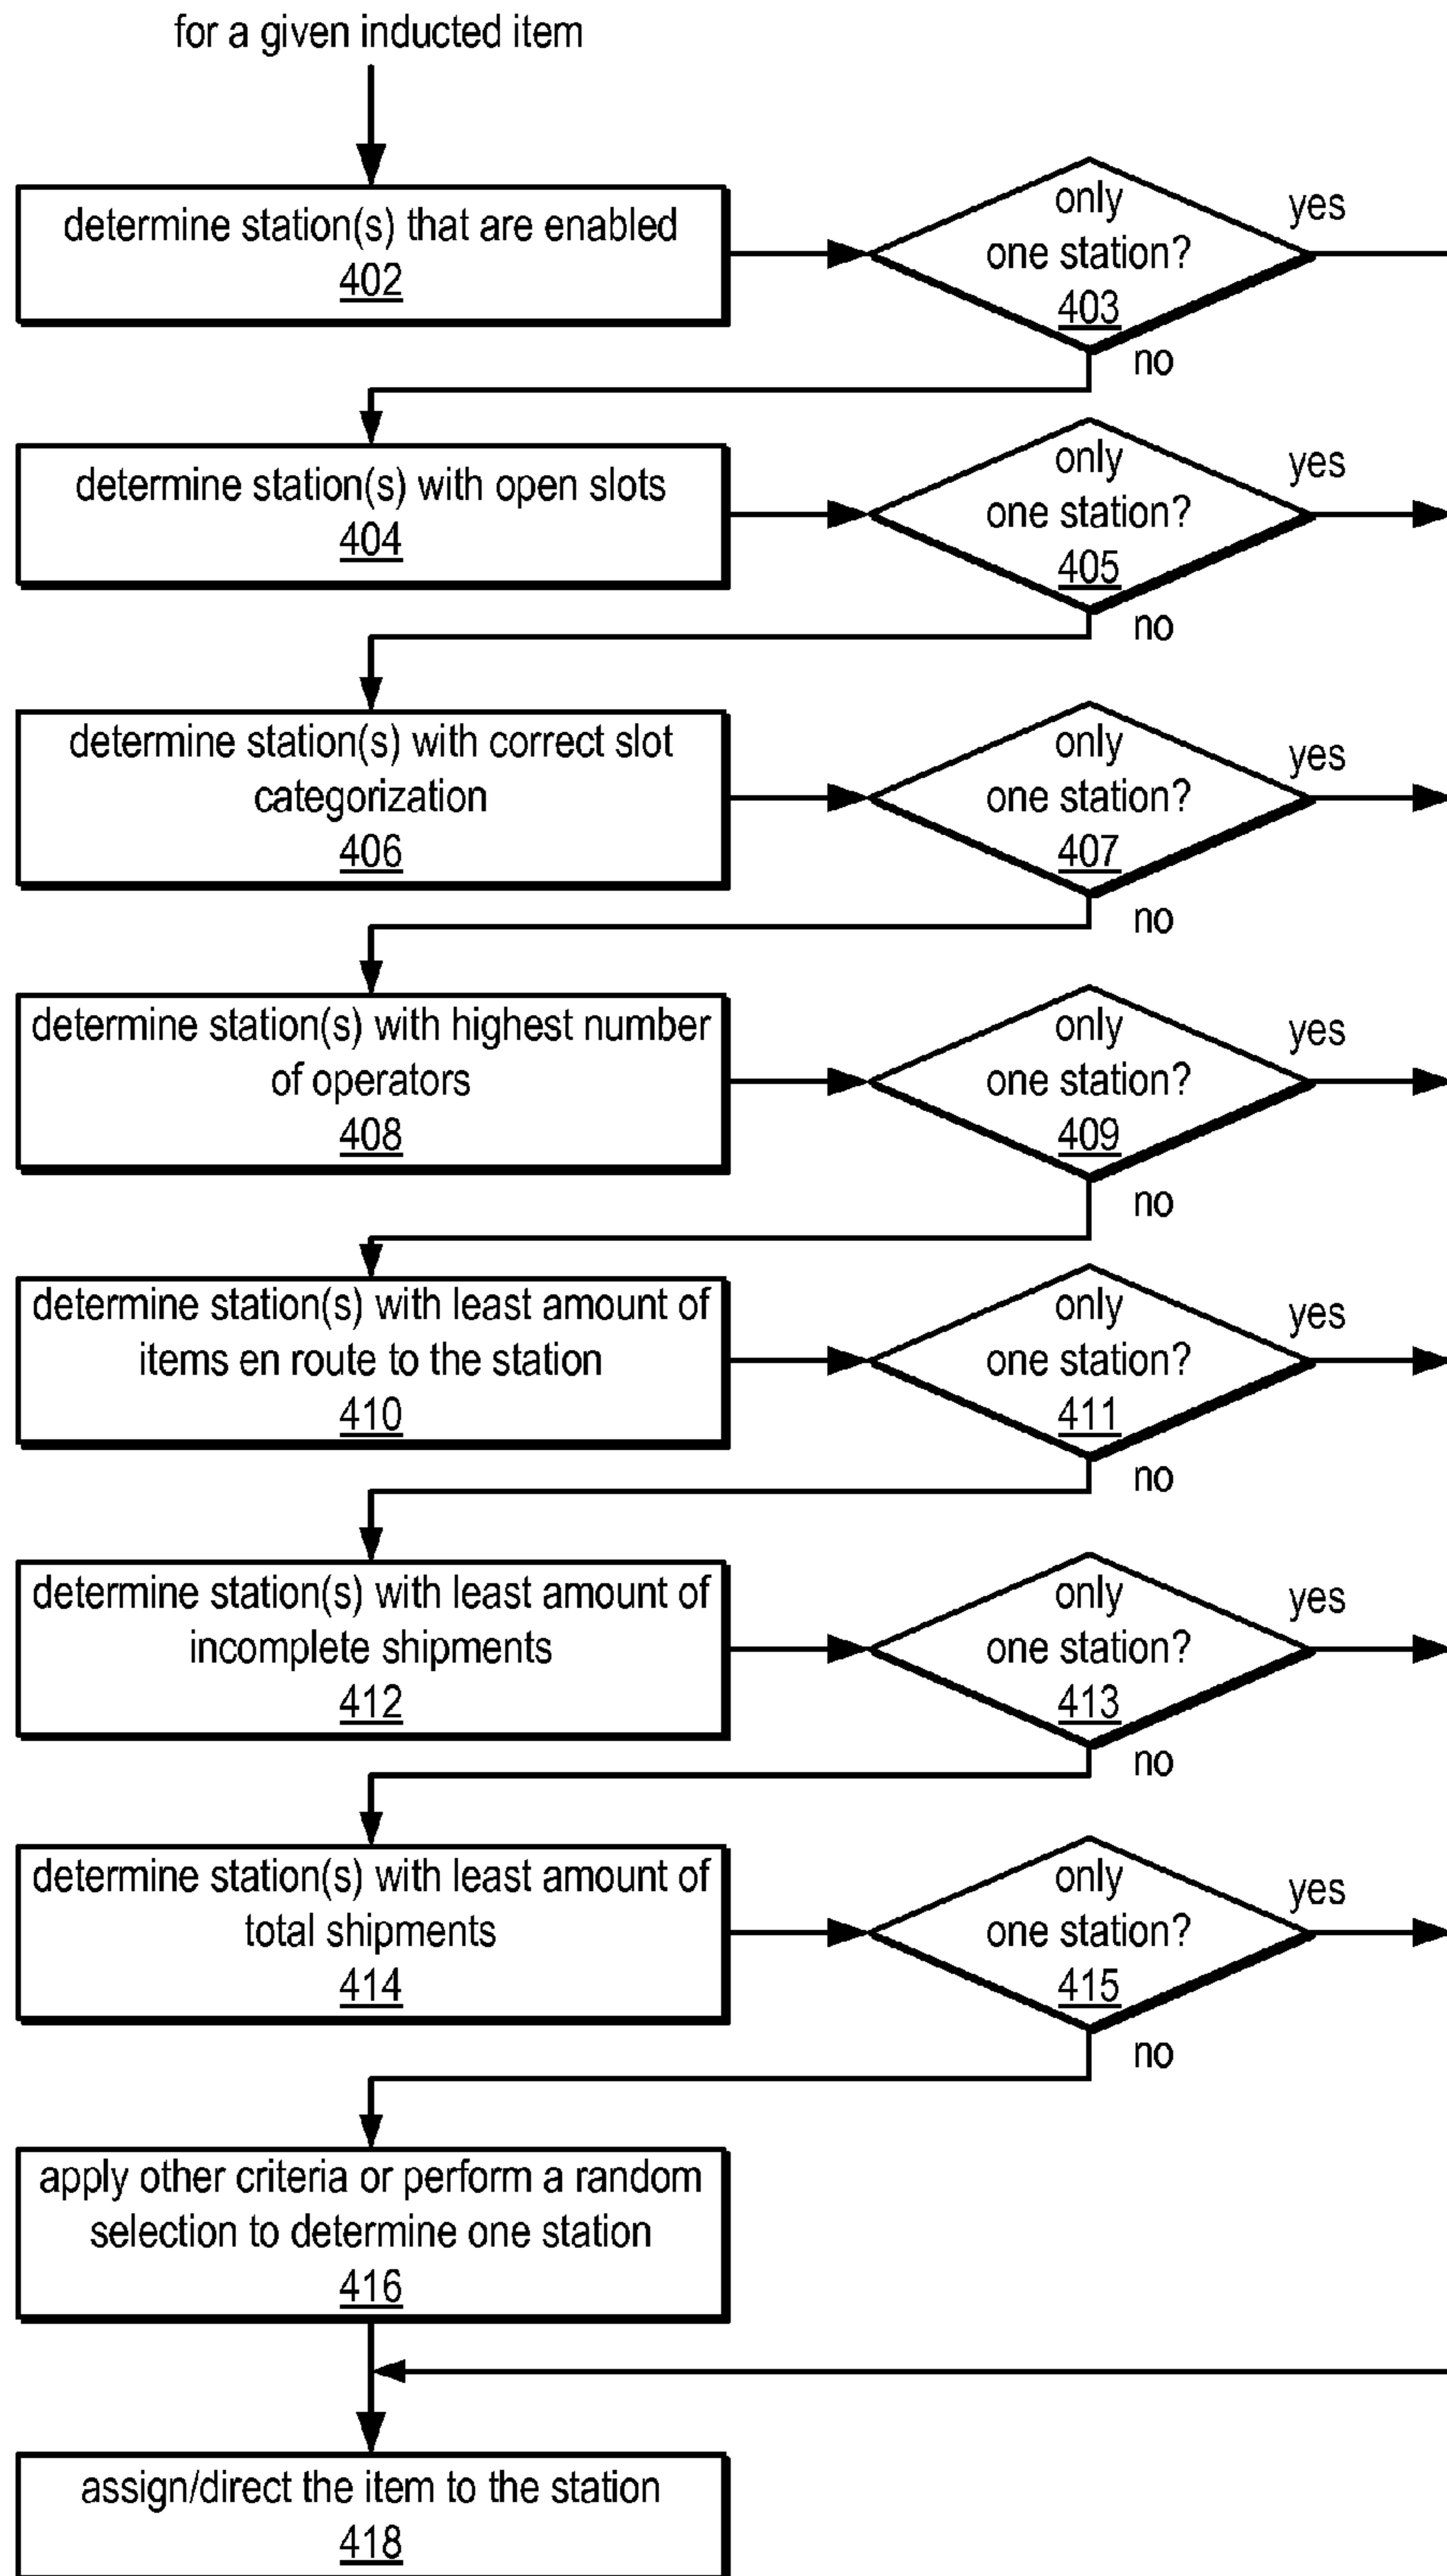 for a given inducted item
determine station(s) that are enabled
402
only
one station?
403
yes
no
determine station(s) with open slots
404
only
one station?
405
yes
no
determine station(s) with correct slot
categorization
406
only
one station?
407
yes
no
determine station(s) with highest number
of operators
408
only
one station?
409
yes
no
determine station(s) with least amount of
items en route to the station
410
only
one station?
411
yes
no
determine station(s) with least amount of
incomplete shipments
412
only
one station?
413
yes
no
determine station(s) with least amount of
total shipments
414
only
one station?
415
yes
no
apply other criteria or perform a random
selection to determine one station
416
assign/direct the item to the station
418